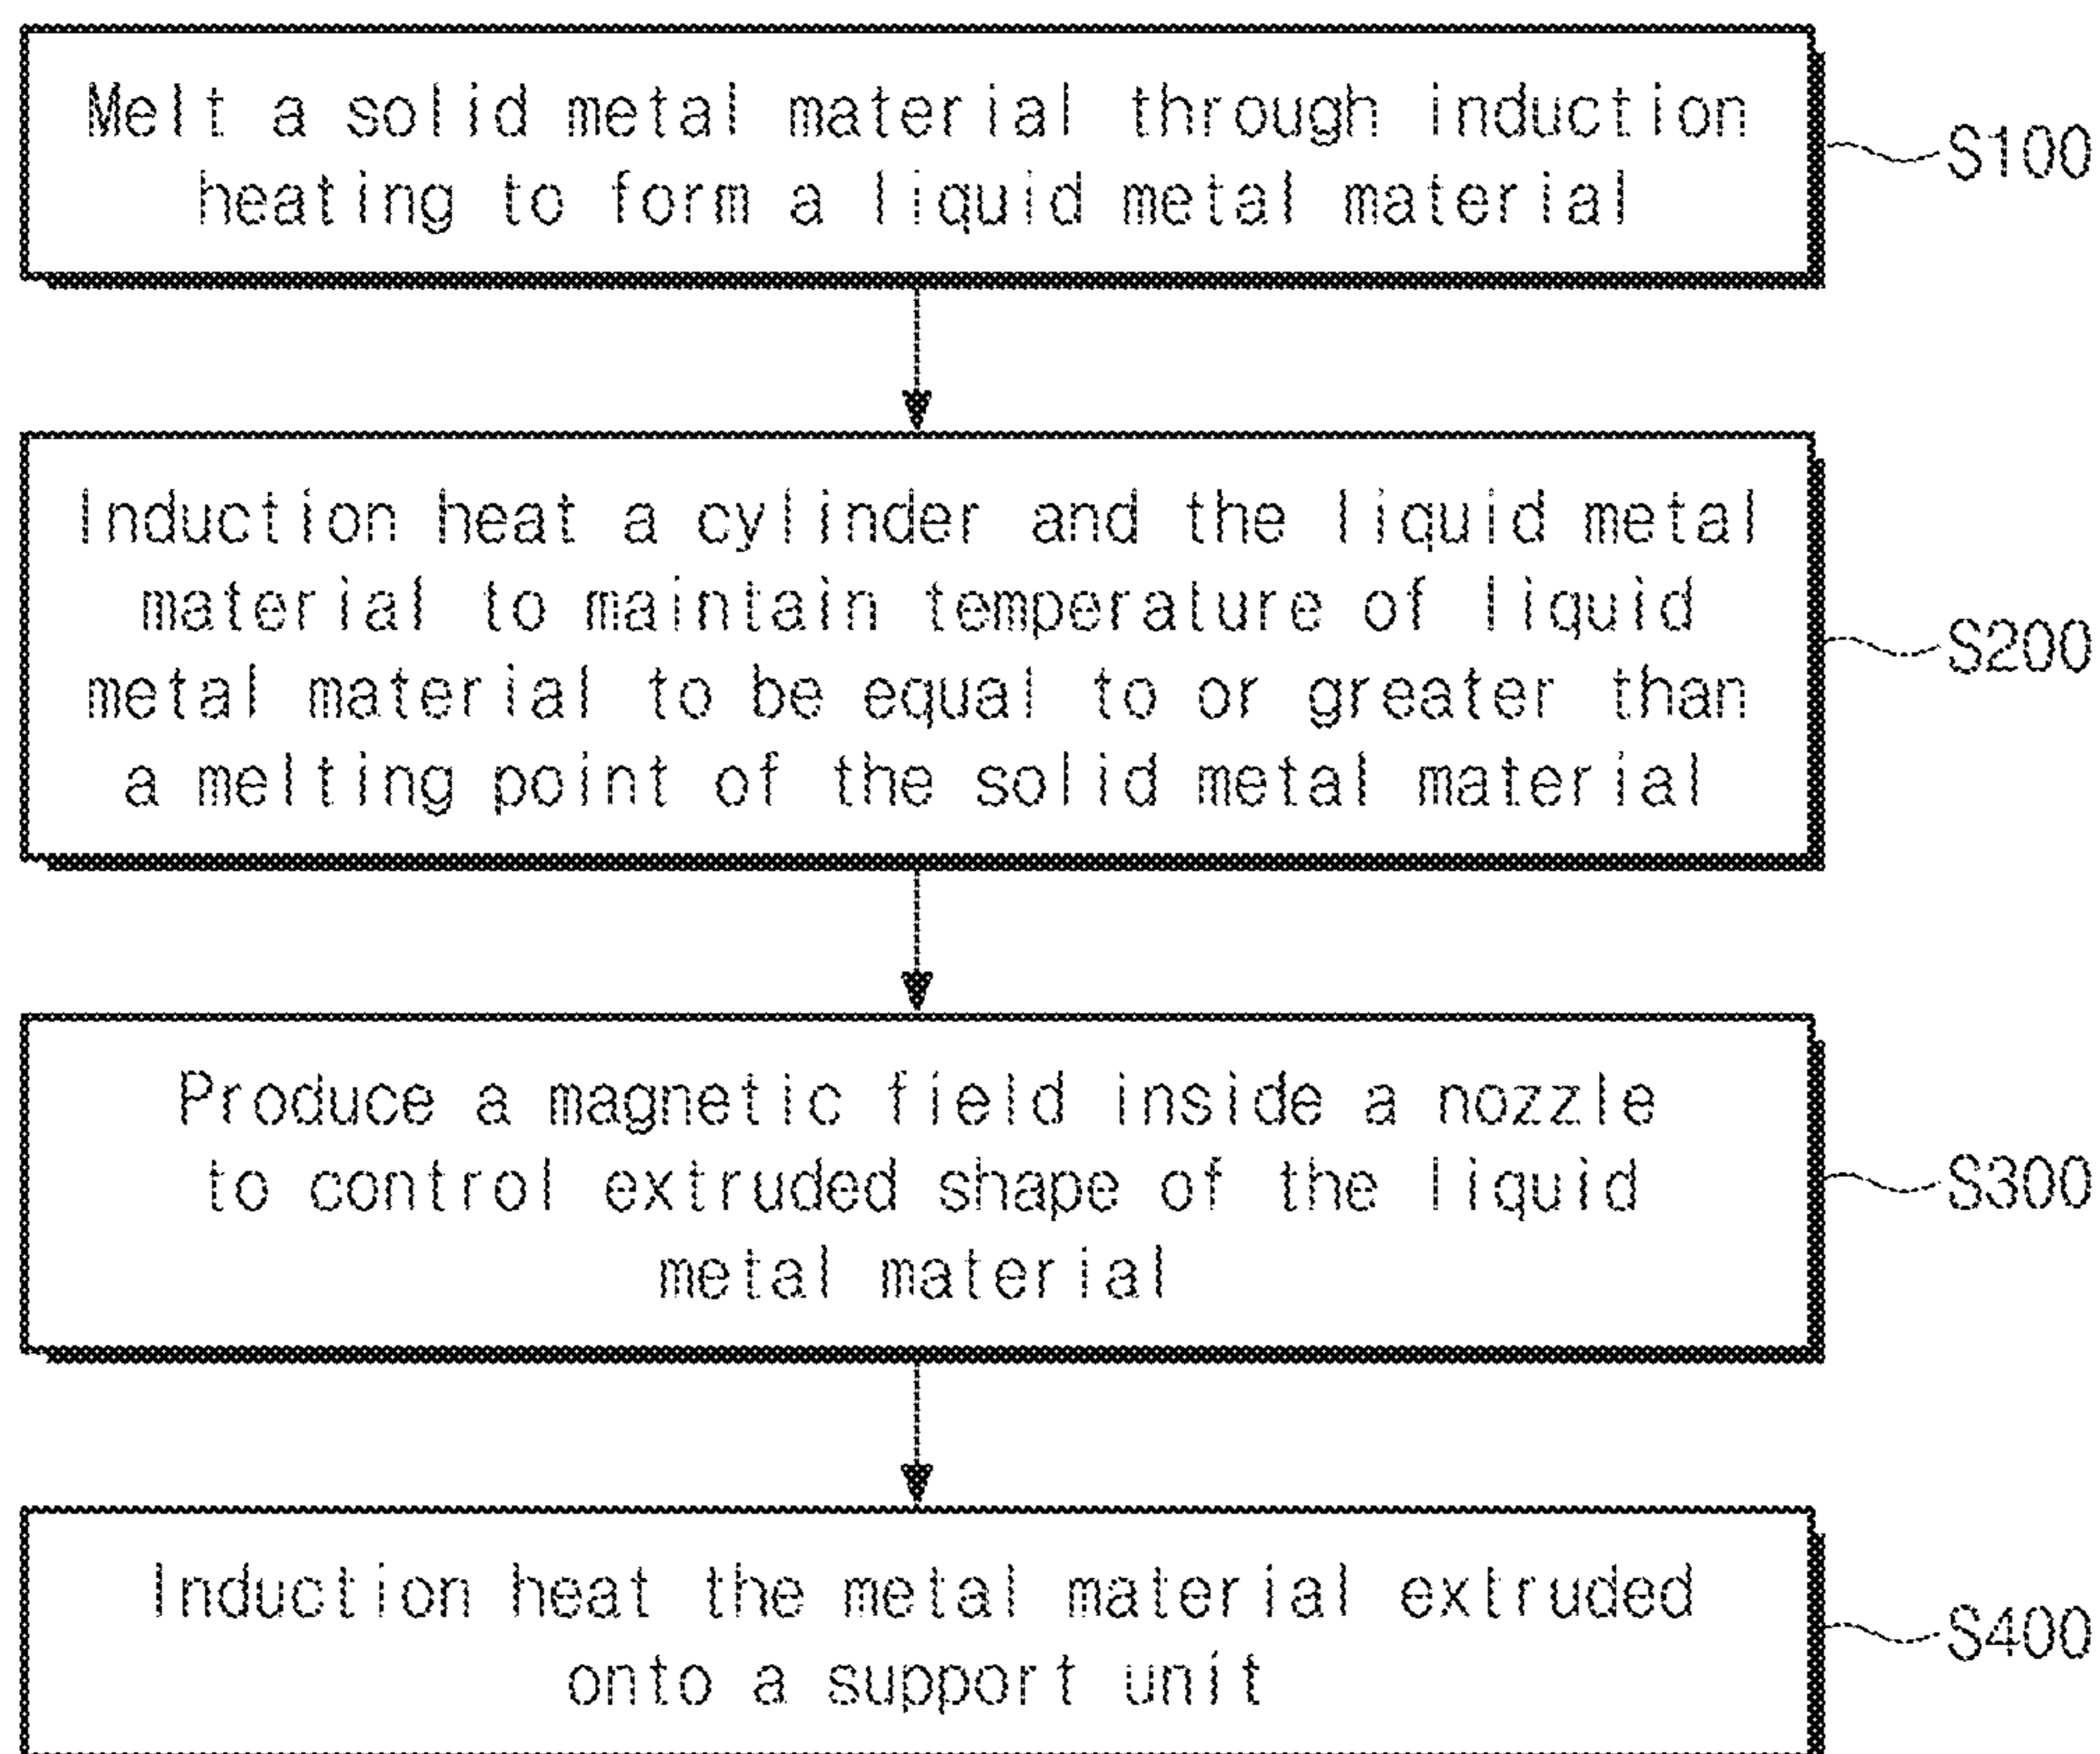 Melt a solid metal material through induction
heating to form a liquid metal material
S100
Induction heat a cylinder and the liquid metal
material to maintain temperature of liquid
metal material to be equal to or greater than
a melting point of the solid metal material
S200
Produce a magnetic field inside a nozzle
to control extruded shape of the liquid
metal material
S300
Induction heat the metal material extruded
onto a support unit
S400